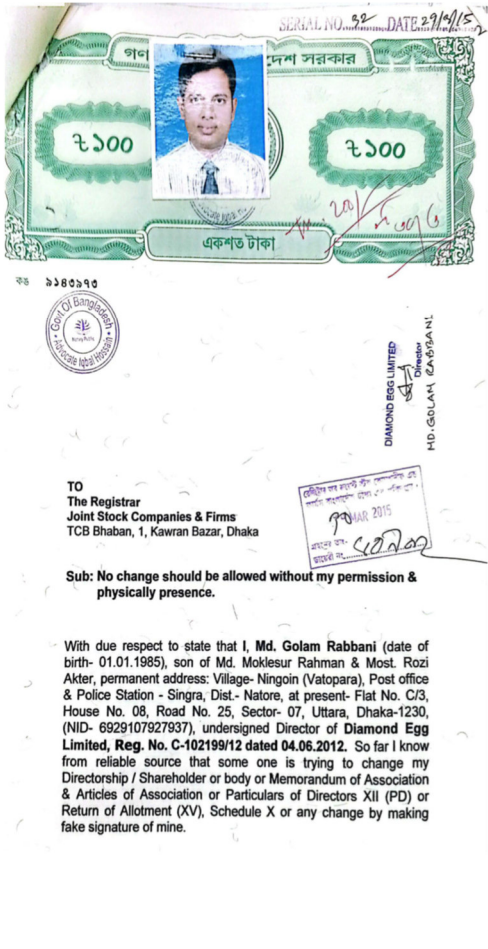 SERIAL NO. 32 DATE 29/3/15
গণ দেশ সরকার
৳১০০ ৳১০০
একশত টাকা
কঙ ৯১৪৩৯৭৩
Govt Of Bangladesh
Notary Public
Advocate Iqbal Hossain
DIAMOND EGG LIMITED
Director
MD. GOLAM RABBANI
TO
The Registrar
Joint Stock Companies & Firms
TCB Bhaban, 1, Kawran Bazar, Dhaka
MAR 2015
Sub: No change should be allowed without my permission &
physically presence.
With due respect to state that I, Md. Golam Rabbani (date of
birth- 01.01.1985), son of Md. Moklesur Rahman & Most. Rozi
Akter, permanent address: Village- Ningoin (Vatopara), Post office
& Police Station - Singra, Dist.- Natore, at present- Flat No. C/3,
House No. 08, Road No. 25, Sector- 07, Uttara, Dhaka-1230,
(NID- 6929107927937), undersigned Director of Diamond Egg
Limited, Reg. No. C-102199/12 dated 04.06.2012. So far I know
from reliable source that some one is trying to change my
Directorship / Shareholder or body or Memorandum of Association
& Articles of Association or Particulars of Directors XII (PD) or
Return of Allotment (XV), Schedule X or any change by making
fake signature of mine.